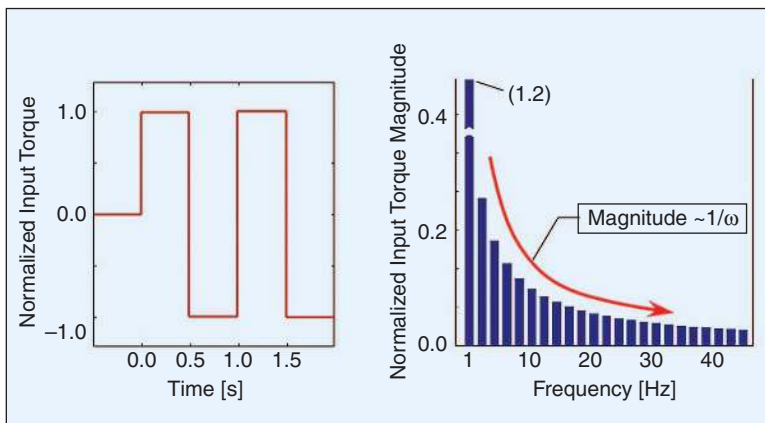 Normalized Input Torque
1.0
0.0
–1.0
0.0 0.5 1.0 1.5
Time [s]
Normalized Input Torque Magnitude
0.4
0.2
0.0
(1.2)
Magnitude ~1/ω
1 10 20 30 40
Frequency [Hz]